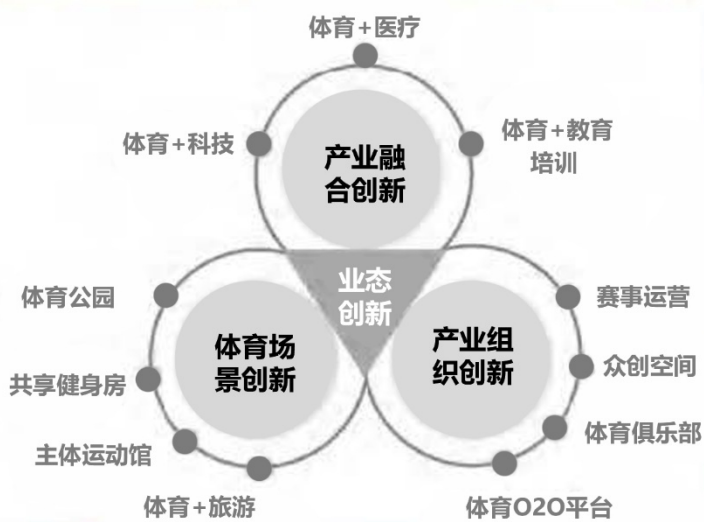 体育+医疗
体育+科技
体育+教育
培训
产业融
合创新
业态
创新
体育公园
共享健身房
主体运动馆
体育+旅游
体育场
景创新
产业组
织创新
赛事运营
众创空间
体育俱乐部
体育O2O平台